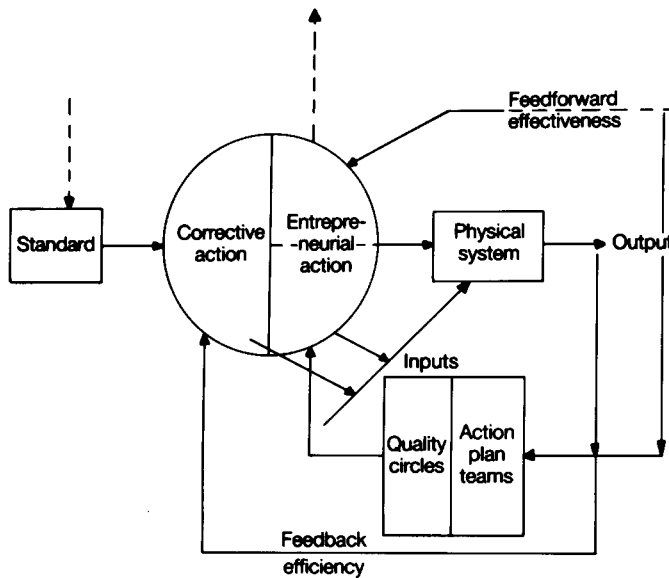 Feedforward
effectiveness
Standard
Corrective
action
Entrepre-
-neurial
action
Physical
system
Output
Inputs
Quality
circles
Action
plan
teams
Feedback
efficiency